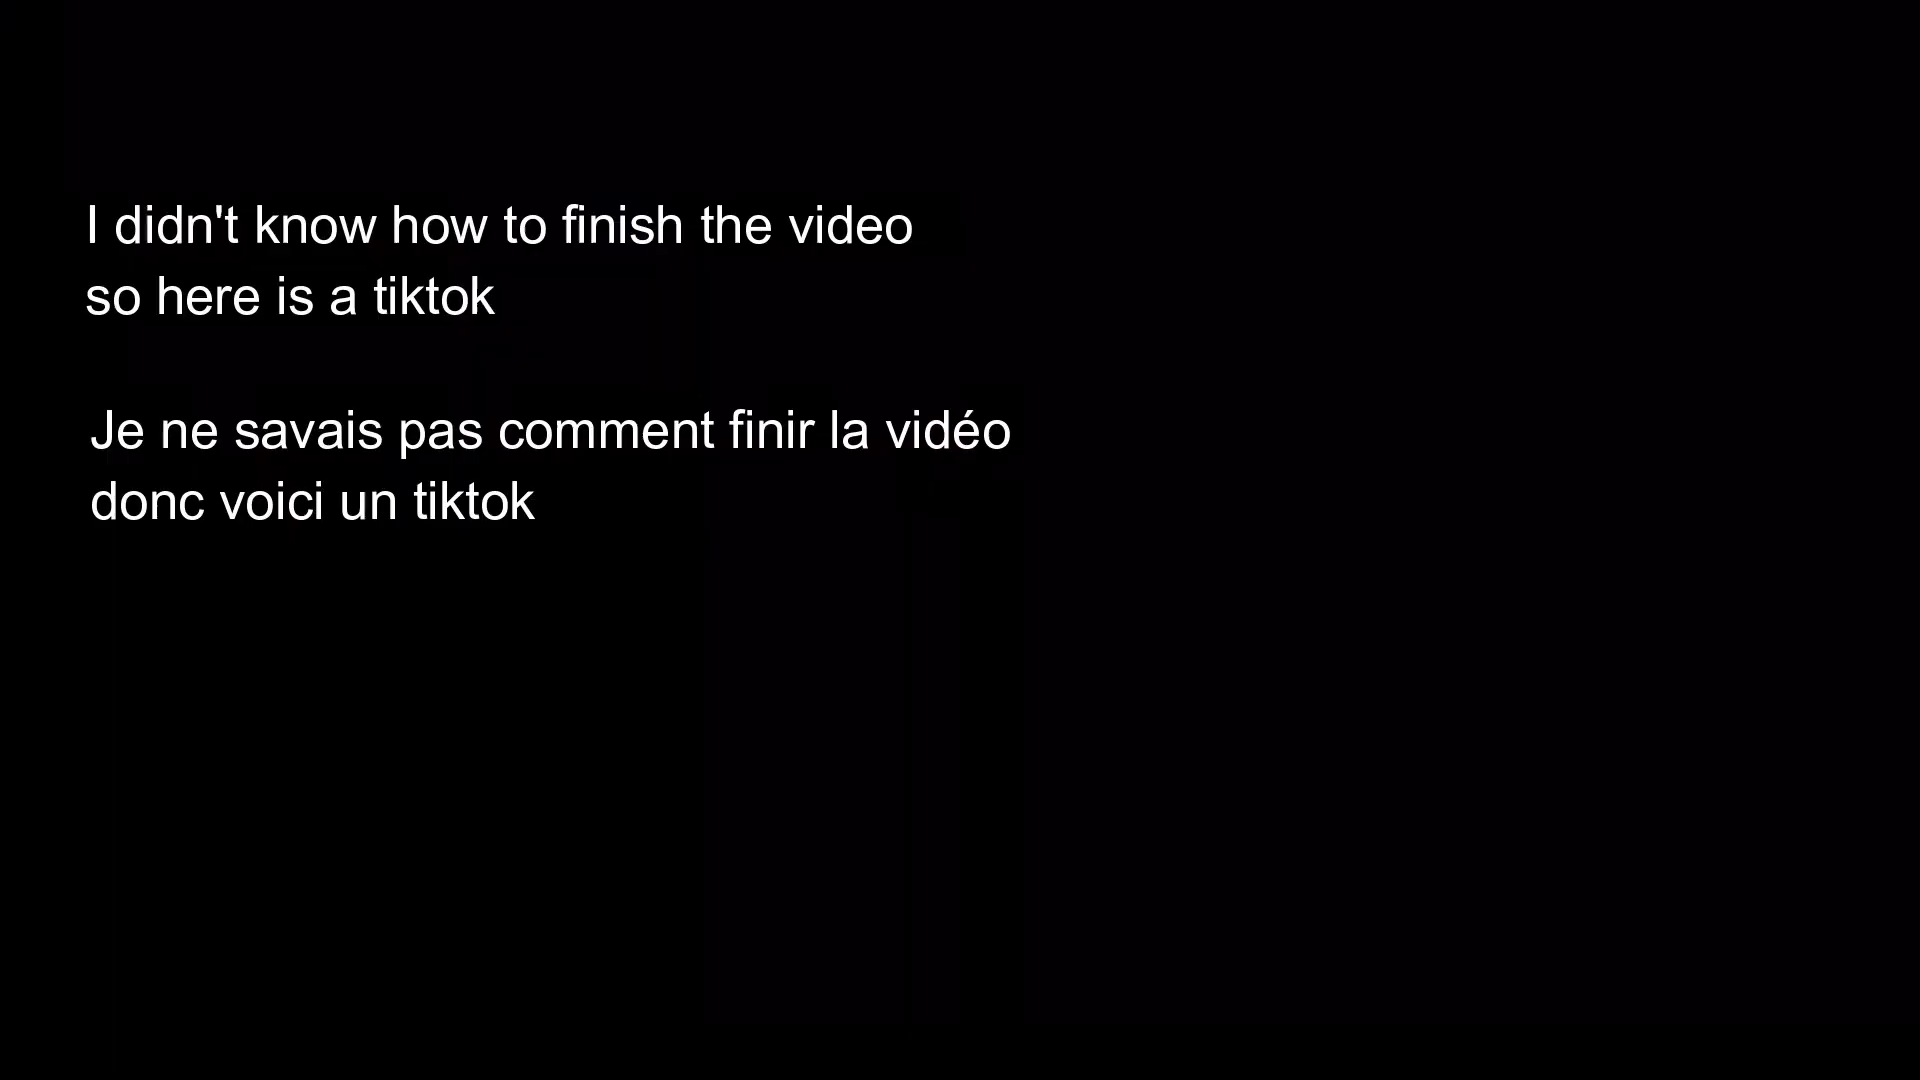 I didn't know how to finish the video
so here is a tiktok
Je ne savais pas comment finir la vidéo
donc voici un tiktok